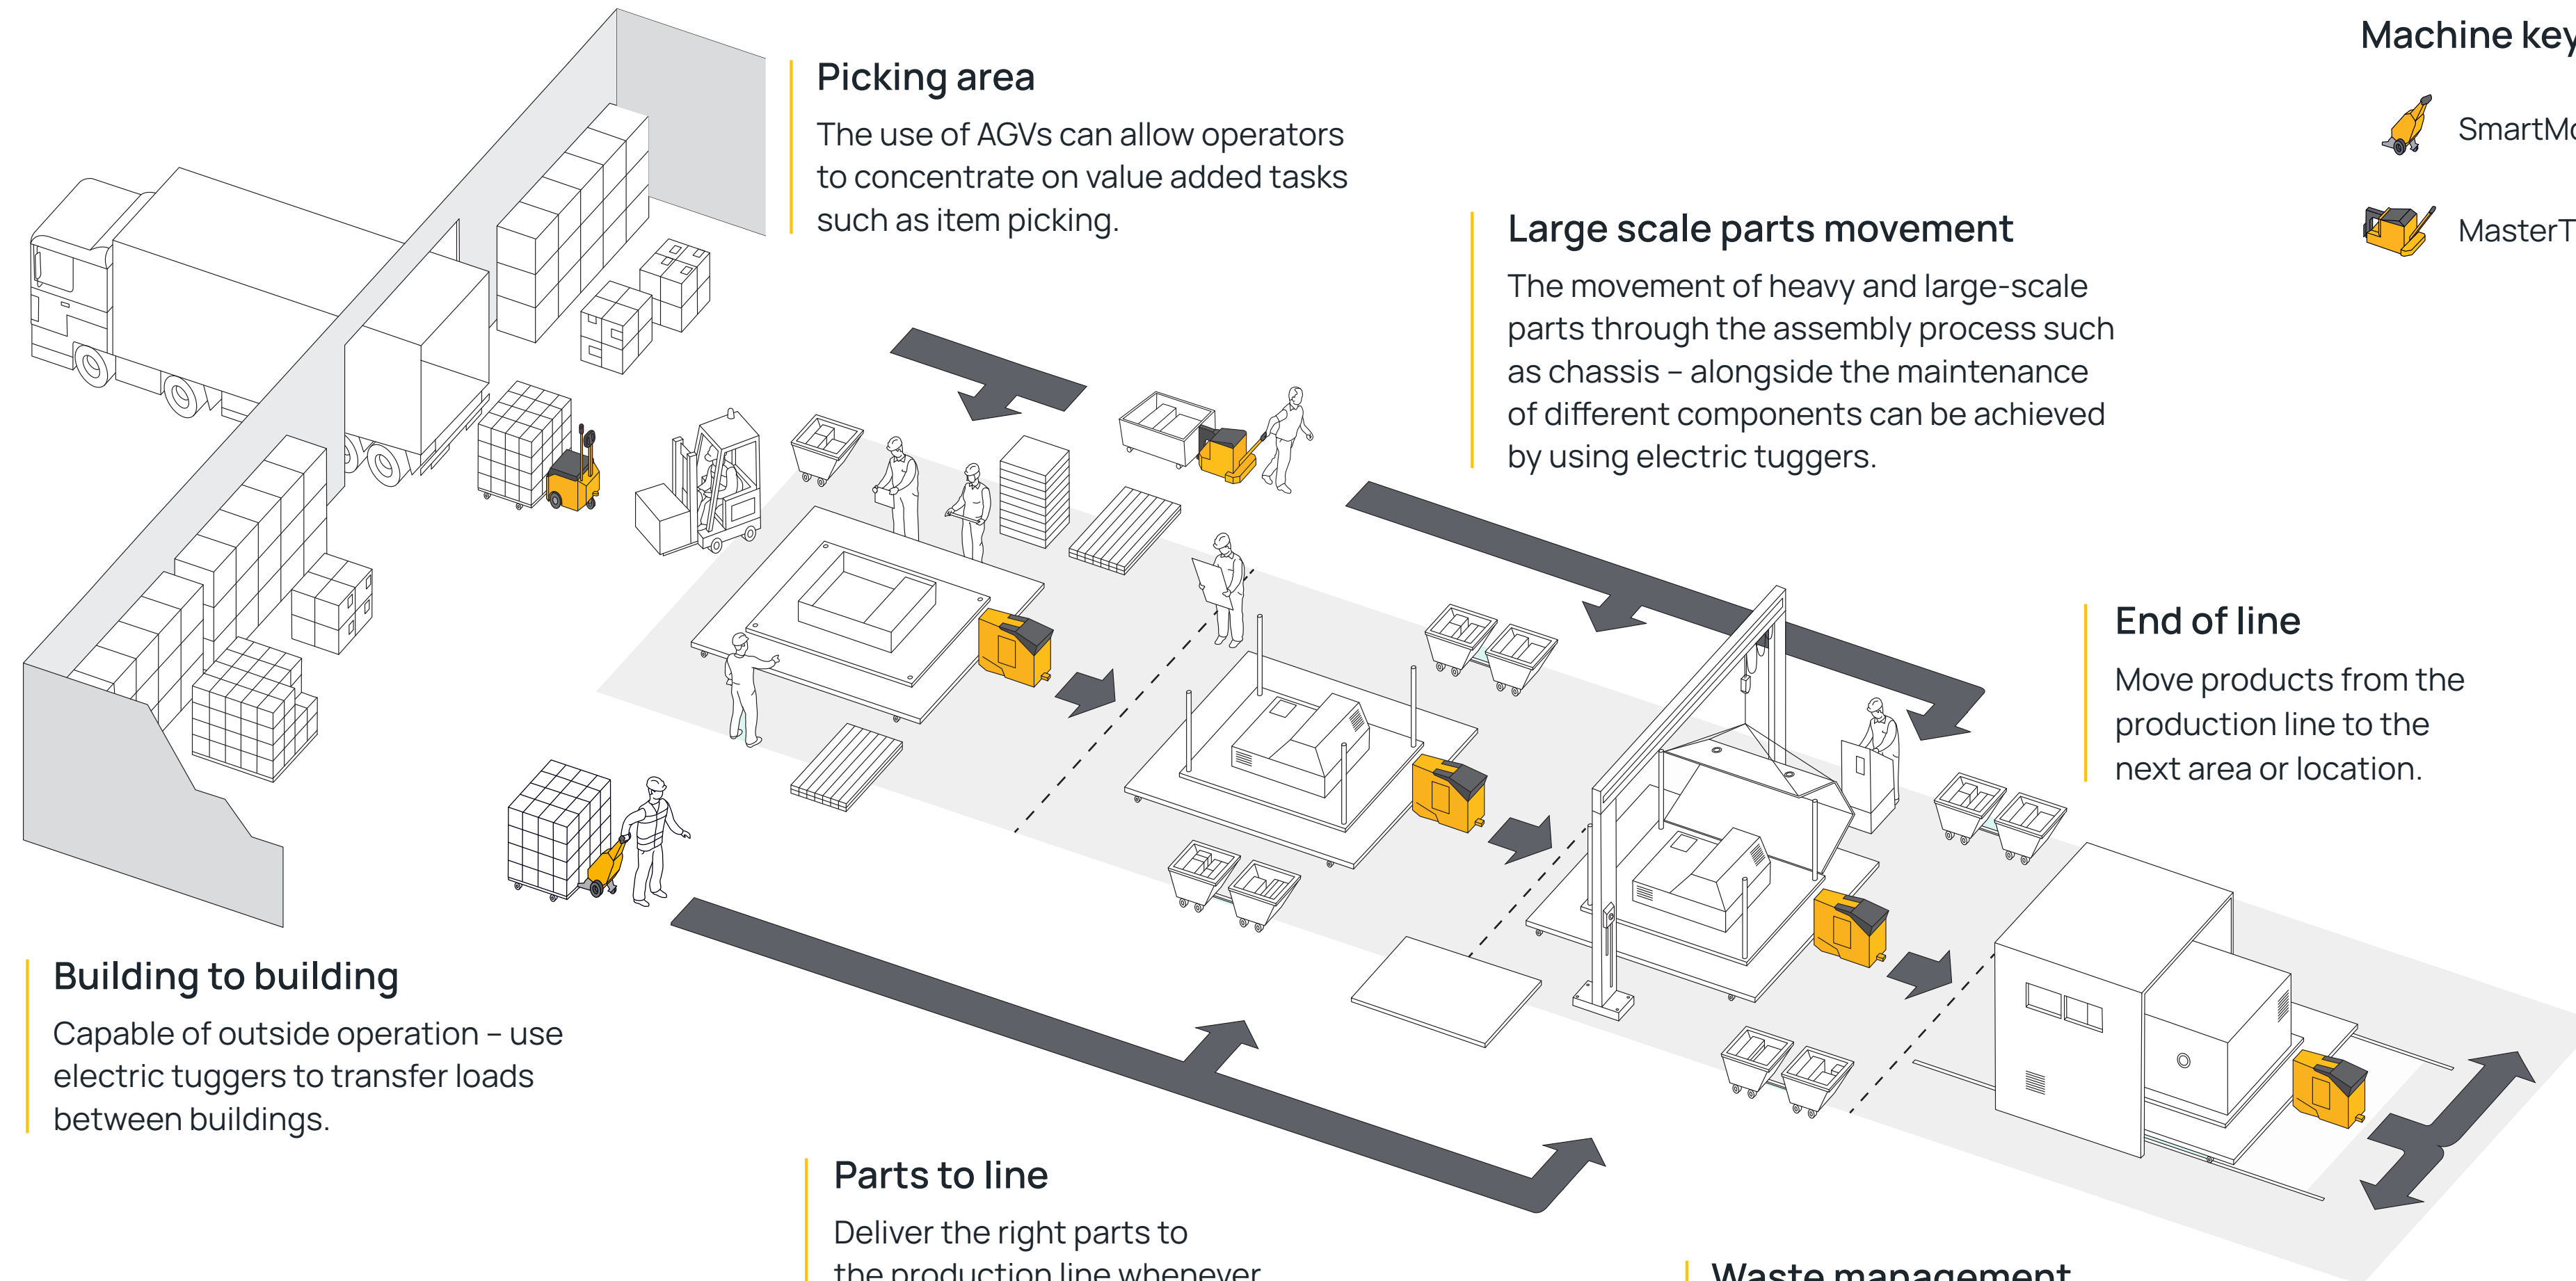 Machine key
Picking area
The use of AGVs can allow operators
to concentrate on value added tasks
such as item picking.
Large scale parts movement
The movement of heavy and large-scale
parts through the assembly process such
as chassis – alongside the maintenance
of different components can be achieved
by using electric tuggers.
End of line
Move products from the
production line to the
next area or location.
Building to building
Capable of outside operation – use
electric tuggers to transfer loads
between buildings.
Parts to line
Deliver the right parts to
the production line whenever
Waste management